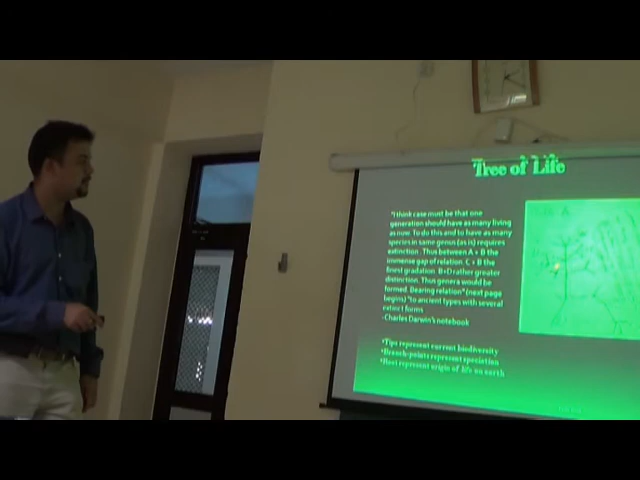 Tree of Life
"I think case must be that one
generation should have as many living
as now. To do this and to have as many
species in same genus (as is) requires
extinction . Thus between A + B the
immense gap of relation. C + B the
finest gradation. B+D rather greater
distinction. Thus genera would be
formed. Bearing relation" (next page
begins) "to ancient types with several
extinct forms
-Charles Darwin's notebook
•Tips represent current biodiversity
•Branch-points represent speciation
•Root represent origin of life on earth